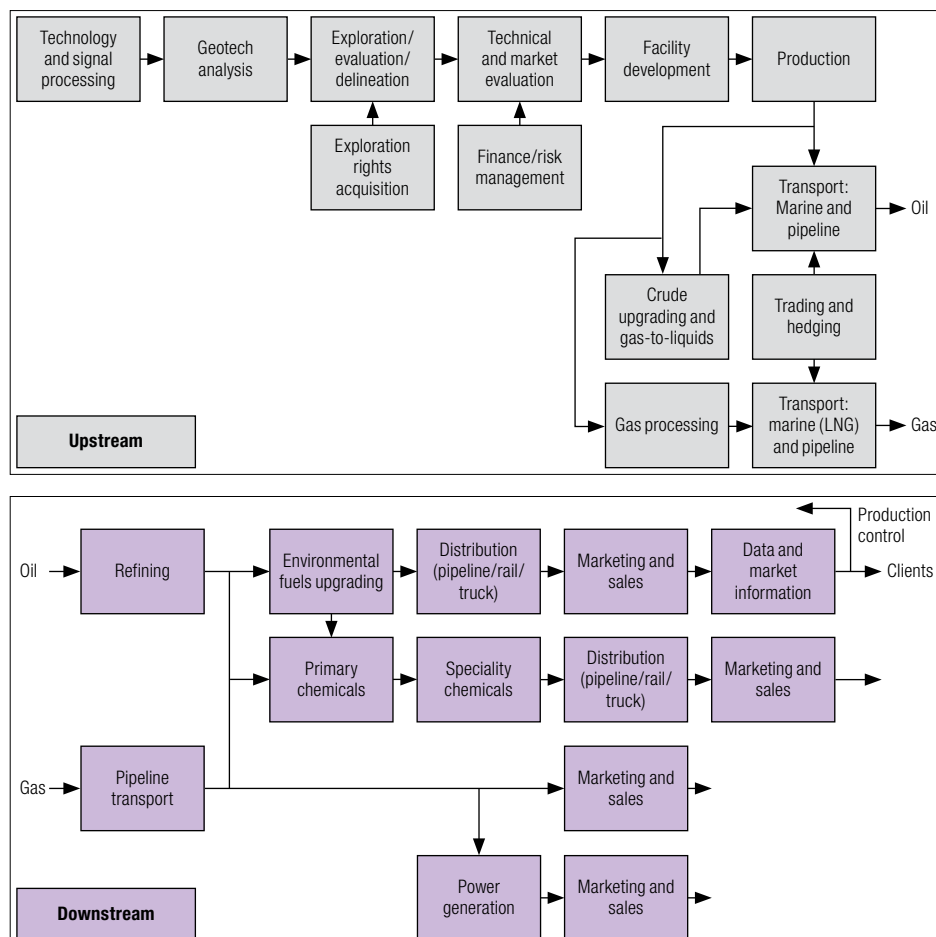 Technology
and signal
processing
Geotech
analysis
Exploration/
evaluation/
delineation
Technical
and market
evaluation
Facility
development
Production
Exploration
rights
acquisition
Finance/risk
management
Transport:
Marine and
pipeline
Oil
Crude
upgrading and
gas-to-liquids
Trading and
hedging
Upstream
Gas processing
Transport:
marine (LNG)
and pipeline
Gas
Production
control
Oil
Refining
Environmental
fuels upgrading
Distribution
(pipeline/rail/
truck)
Marketing and
sales
Data and
market
information
Clients
Primary
chemicals
Speciality
chemicals
Distribution
(pipeline/rail/
truck)
Marketing and
sales
Gas
Pipeline
transport
Marketing and
sales
Downstream
Power
generation
Marketing and
sales